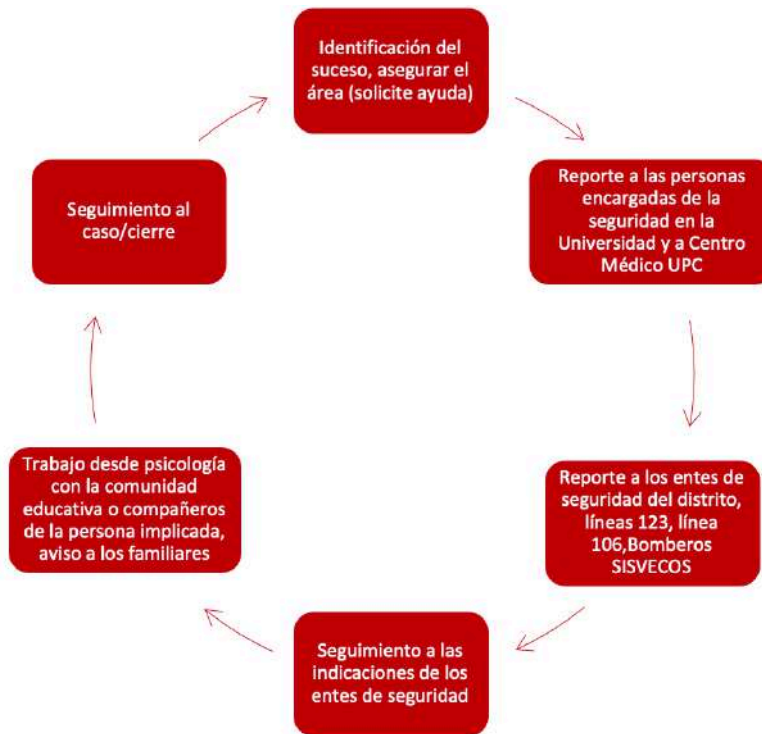 Identificación del
suceso, asegurar el
área (solicite ayuda)
Reporte a las personas
encargadas de la
seguridad en la
Universidad y a Centro
Médico UPC
Reporte a los entes de
seguridad del distrito,
líneas 123, línea
106,Bomberos
SISVECOS
Seguimiento a las
indicaciones de los
entes de seguridad
Trabajo desde psicología
con la comunidad
educativa o compañeros
de la persona implicada,
aviso a los familiares
Seguimiento al
caso/cierre